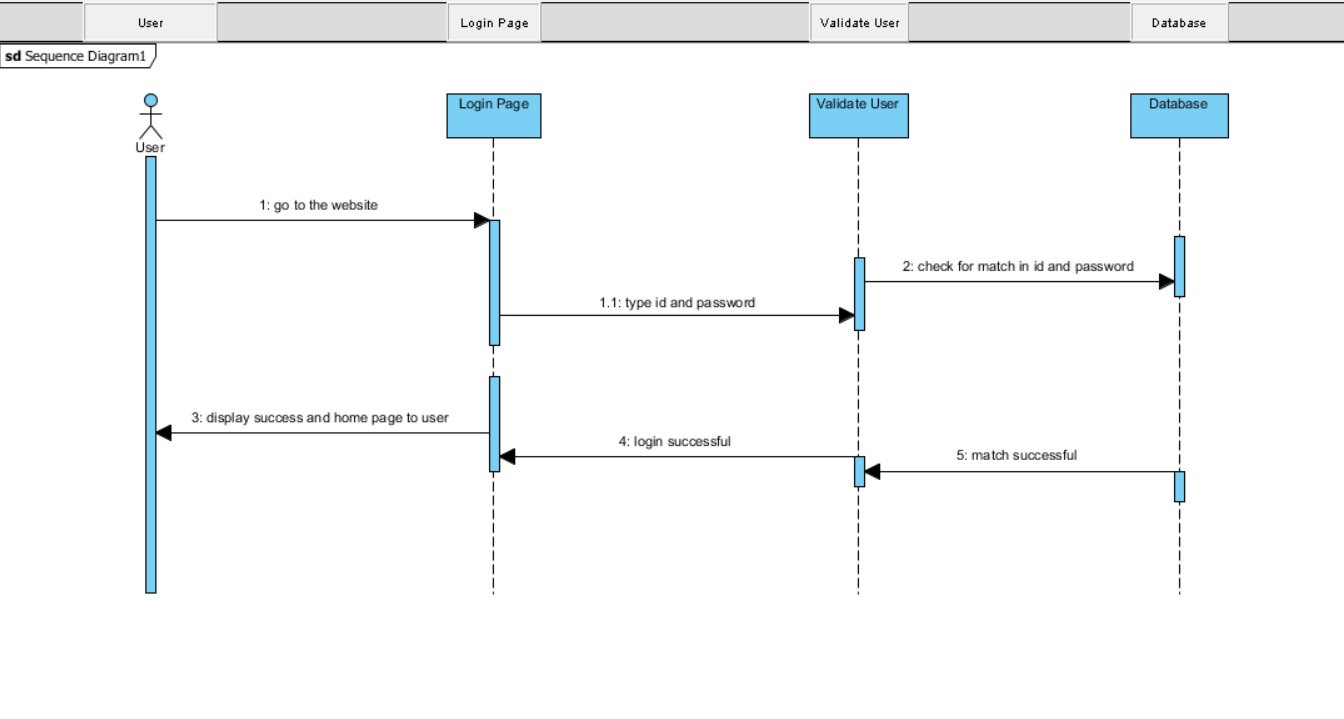 User
Login Page
Validate User
Database
sd Sequence Diagram1
Login Page
Validate User
Database
User
1: go to the website
2: check for match in id and password
1.1: type id and password
3: display success and home page to user
4: login successful
5: match successful